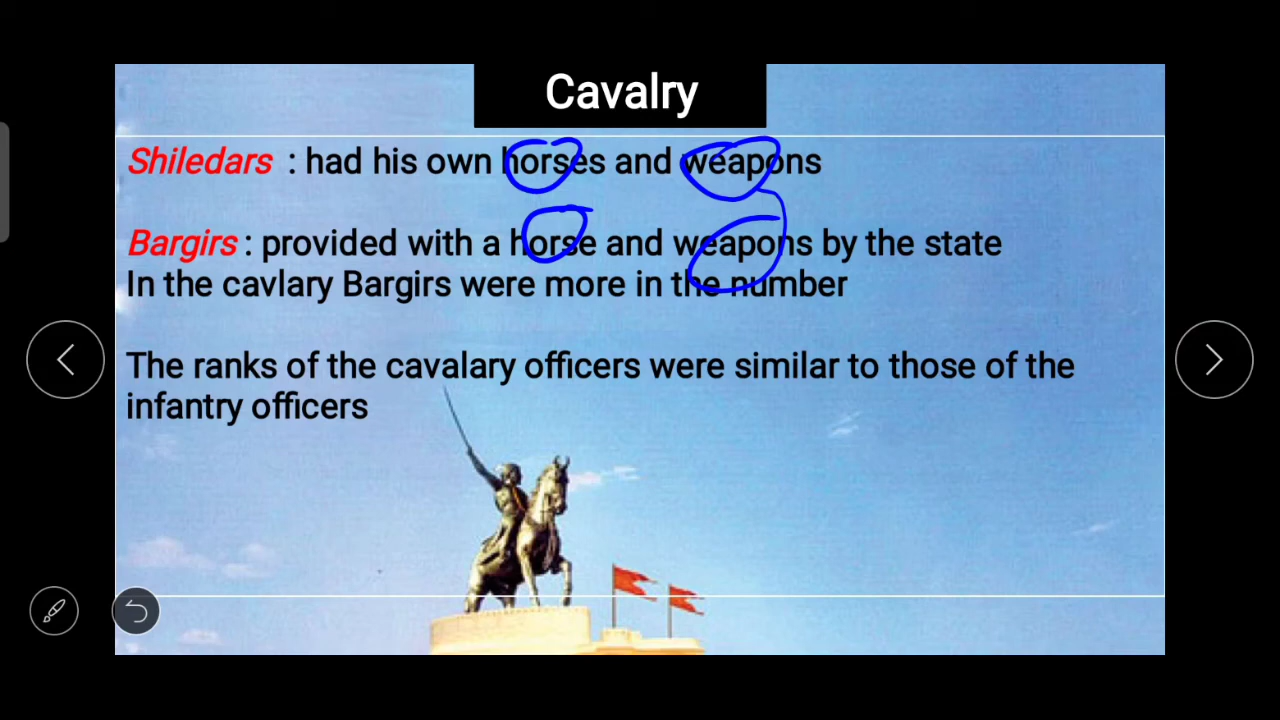 Cavalry
Shiledars : had his own horses and weapons
Bargirs : provided with a horse and weapons by the state
In the cavlary Bargirs were more in the number
The ranks of the cavalary officers were similar to those of the
infantry officers